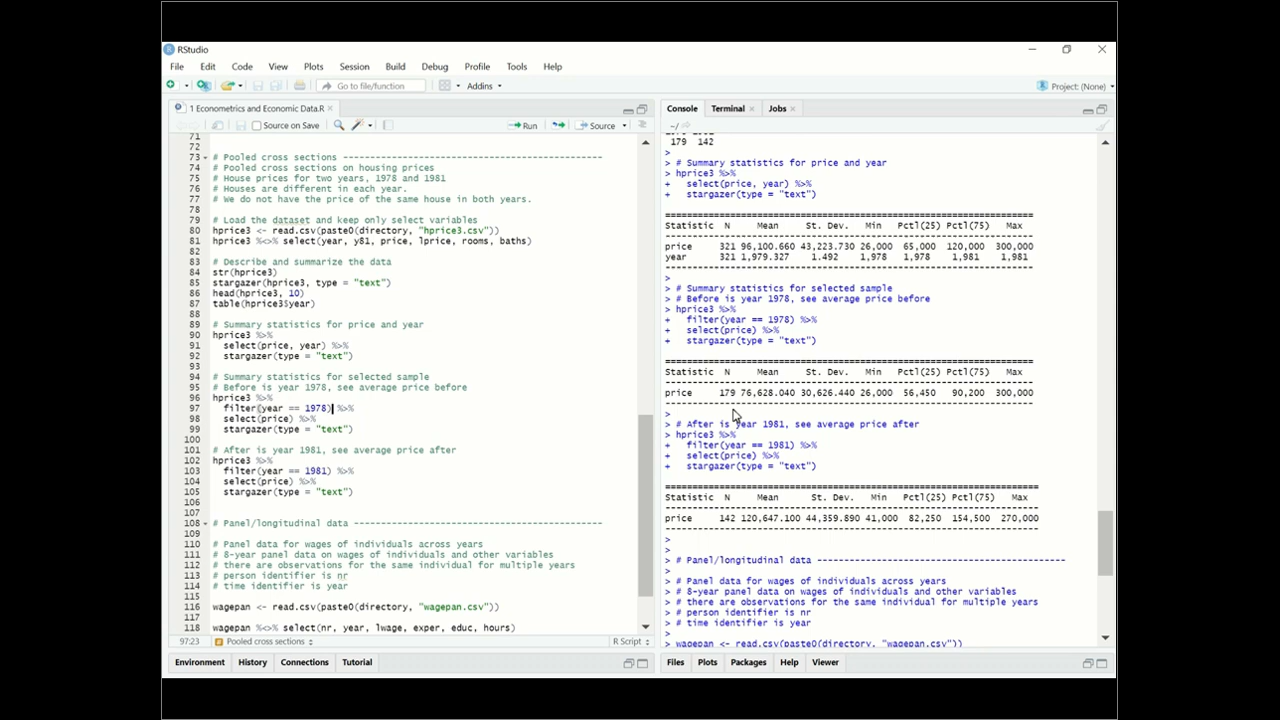 RStudio
File Edit Code View Plots Session Build Debug Profile Tools Help
Go to file/function Addins Project: (None)
1 Econometrics and Economic Data.R
Source on Save Run Source
71
72
73 # Pooled cross sections ----------------------------------------------
74 # Pooled cross sections on housing prices
75 # House prices for two years, 1978 and 1981
76 # Houses are different in each year.
77 # We do not have the price of the same house in both years.
78
79 # Load the dataset and keep only select variables
80 hprice3 <- read.csv(paste0(directory, "hprice3.csv"))
81 hprice3 %<>% select(year, y81, price, lprice, rooms, baths)
82
83 # Describe and summarize the data
84 str(hprice3)
85 stargazer(hprice3, type = "text")
86 head(hprice3, 10)
87 table(hprice3$year)
88
89 # Summary statistics for price and year
90 hprice3 %>%
91 select(price, year) %>%
92 stargazer(type = "text")
93
94 # Summary statistics for selected sample
95 # Before is year 1978, see average price before
96 hprice3 %>%
97 filter(year == 1978) %>%
98 select(price) %>%
99 stargazer(type = "text")
100
101 # After is year 1981, see average price after
102 hprice3 %>%
103 filter(year == 1981) %>%
104 select(price) %>%
105 stargazer(type = "text")
106
107
108 # Panel/longitudinal data --------------------------------------------
109
110 # Panel data for wages of individuals across years
111 # 8-year panel data on wages of individuals and other variables
112 # there are observations for the same individual for multiple years
113 # person identifier is nr
114 # time identifier is year
115
116 wagepan <- read.csv(paste0(directory, "wagepan.csv"))
117
118 wagepan %<>% select(nr, year, lwage, exper, educ, hours)
97:23 Pooled cross sections R Script
Environment History Connections Tutorial
Console Terminal Jobs
~/
179 142
>
> # Summary statistics for price and year
> hprice3 %>%
+ select(price, year) %>%
+ stargazer(type = "text")
====================================================================
Statistic N Mean St. Dev. Min Pctl(25) Pctl(75) Max
--------------------------------------------------------------------
price 321 96,100.660 43,223.730 26,000 65,000 120,000 300,000
year 321 1,979.327 1.492 1,978 1,978 1,981 1,981
--------------------------------------------------------------------
>
> # Summary statistics for selected sample
> # Before is year 1978, see average price before
> hprice3 %>%
+ filter(year == 1978) %>%
+ select(price) %>%
+ stargazer(type = "text")
====================================================================
Statistic N Mean St. Dev. Min Pctl(25) Pctl(75) Max
--------------------------------------------------------------------
price 179 76,628.040 30,626.440 26,000 56,450 90,200 300,000
--------------------------------------------------------------------
>
> # After is year 1981, see average price after
> hprice3 %>%
+ filter(year == 1981) %>%
+ select(price) %>%
+ stargazer(type = "text")
=====================================================================
Statistic N Mean St. Dev. Min Pctl(25) Pctl(75) Max
---------------------------------------------------------------------
price 142 120,647.100 44,359.890 41,000 82,250 154,500 270,000
---------------------------------------------------------------------
>
>
> # Panel/longitudinal data --------------------------------------------
>
> # Panel data for wages of individuals across years
> # 8-year panel data on wages of individuals and other variables
> # there are observations for the same individual for multiple years
> # person identifier is nr
> # time identifier is year
>
> wagepan <- read.csv(paste0(directory, "wagepan.csv"))
Files Plots Packages Help Viewer